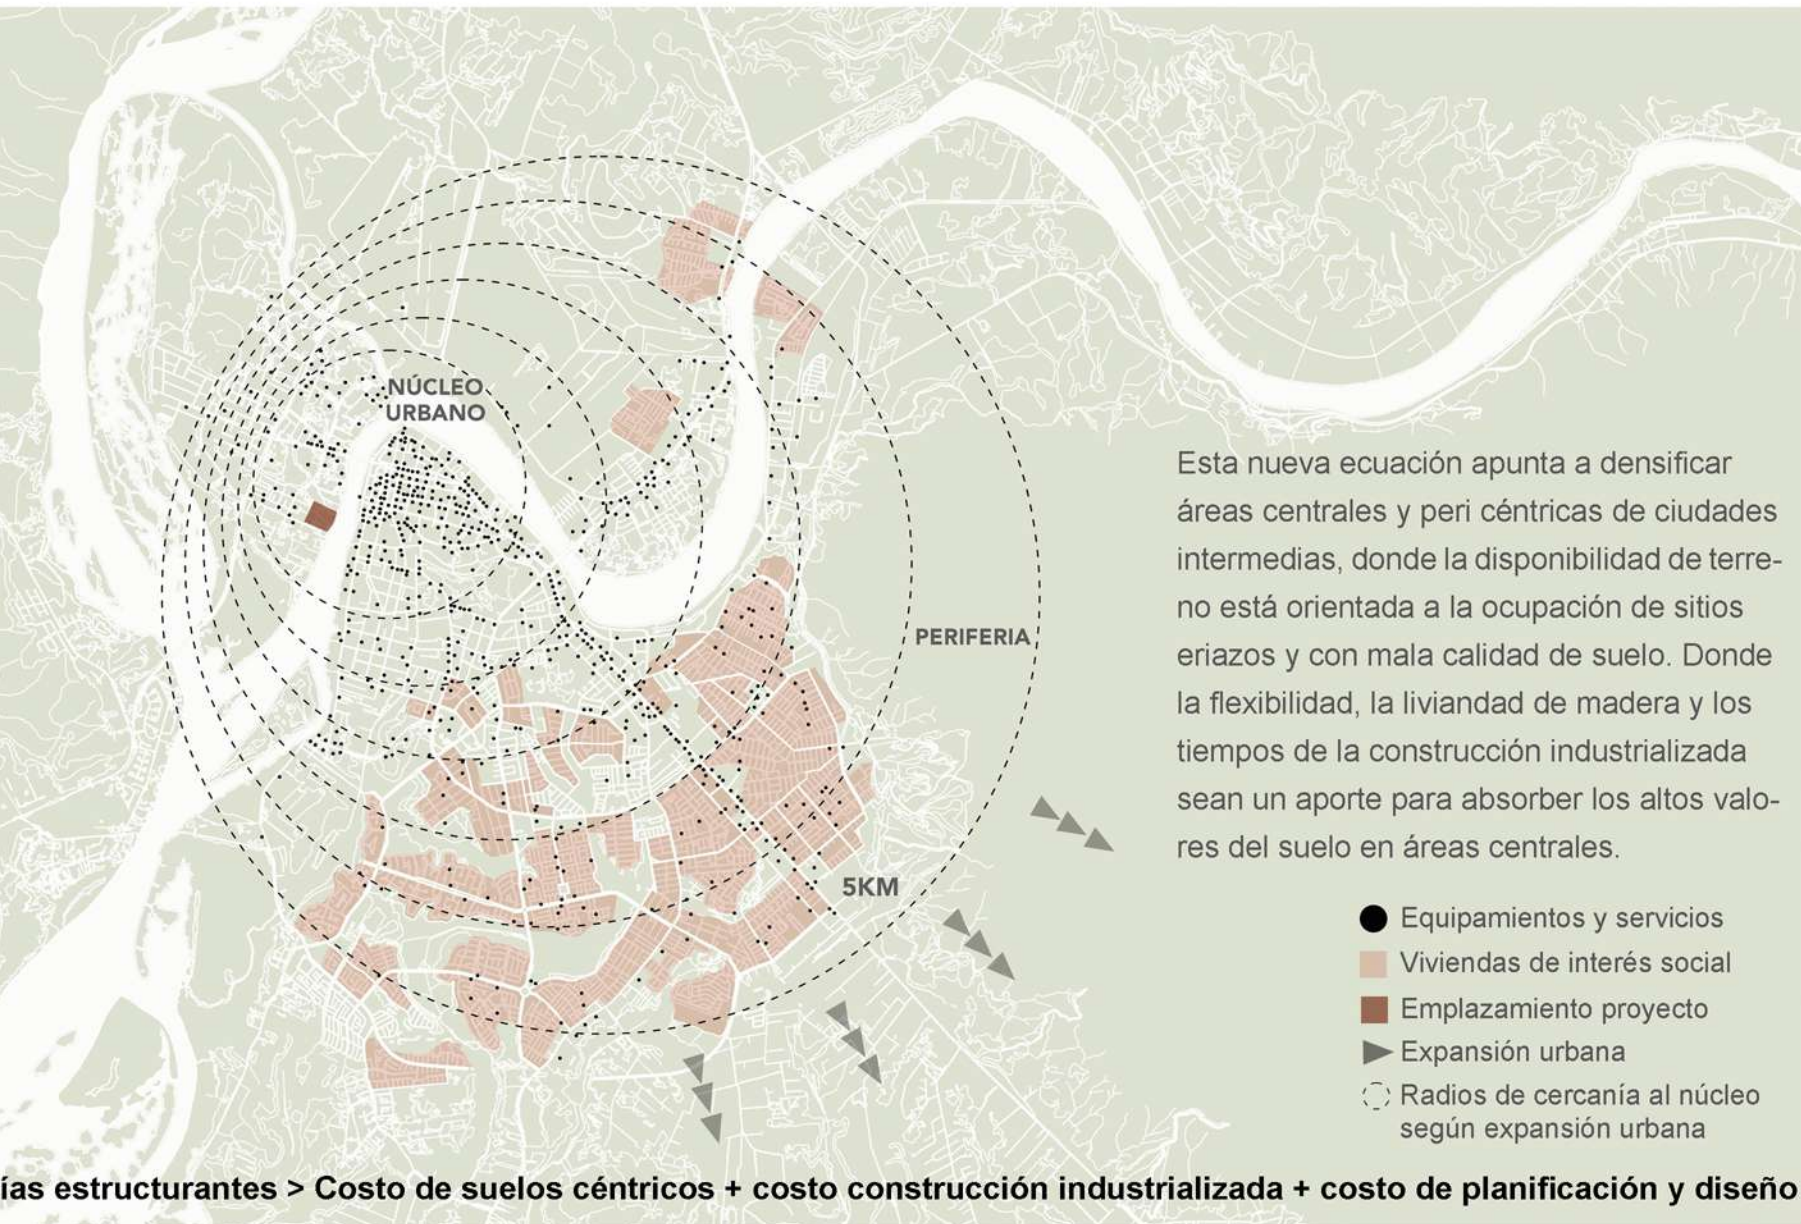 NÚCLEO
URBANO
PERIFERIA
5KM
Esta nueva ecuación apunta a densificar
áreas centrales y peri céntricas de ciudades
intermedias, donde la disponibilidad de terre-
no está orientada a la ocupación de sitios
eriazos y con mala calidad de suelo. Donde
la flexibilidad, la liviandad de madera y los
tiempos de la construcción industrializada
sean un aporte para absorber los altos valo-
res del suelo en áreas centrales.
Equipamientos y servicios
Viviendas de interés social
Emplazamiento proyecto
Expansión urbana
Radios de cercanía al núcleo
según expansión urbana
ías estructurantes > Costo de suelos céntricos + costo construcción industrializada + costo de planificación y diseño